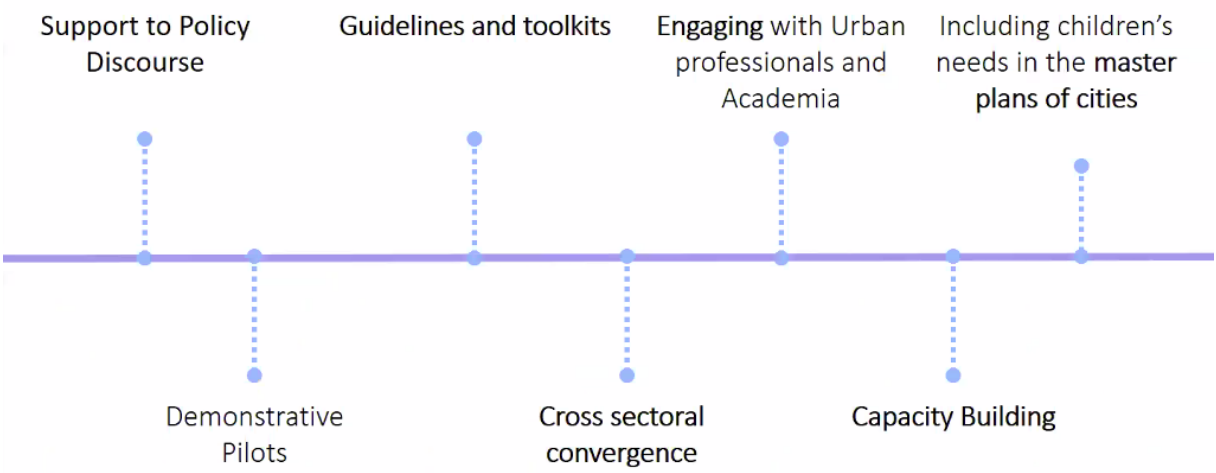 Support to Policy
Discourse
Guidelines and toolkits
Engaging with Urban
professionals and
Academia
Including children's
needs in the master
plans of cities
Demonstrative
Pilots
Cross sectoral
convergence
Capacity Building